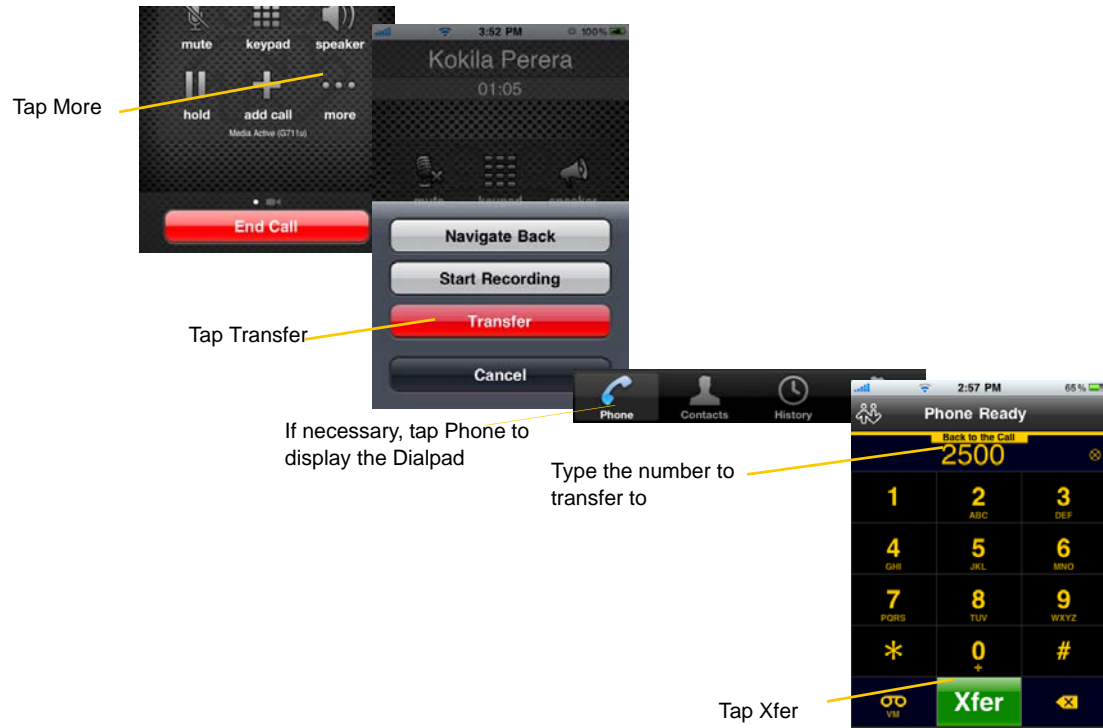 mute keypad speaker
hold add call more
Media Active (G711u)
End Call
Tap More
3:52 PM 100%
Kokila Perera
01:05
mute keypad speaker
Navigate Back
Start Recording
Transfer
Cancel
Tap Transfer
Phone Contacts History
If necessary, tap Phone to
display the Dialpad
2:57 PM 65%
Phone Ready
Back to the Call
2500
Type the number to
transfer to
1 2 3
ABC DEF
4 5 6
GHI JKL MNO
7 8 9
PQRS TUV WXYZ
* 0 #
+
VM Xfer
Tap Xfer